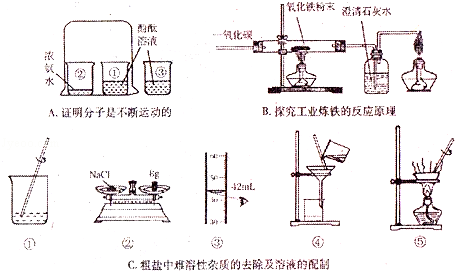 浓氨水 ② ① 酚酞溶液 ③
A. 证明分子是不断运动的
一氧化碳 氧化铁粉末 澄清石灰水
B. 探究工业炼铁的反应原理
NaCl 8g 42mL
① ② ③ ④ ⑤
C. 粗盐中难溶性杂质的去除及溶液的配制